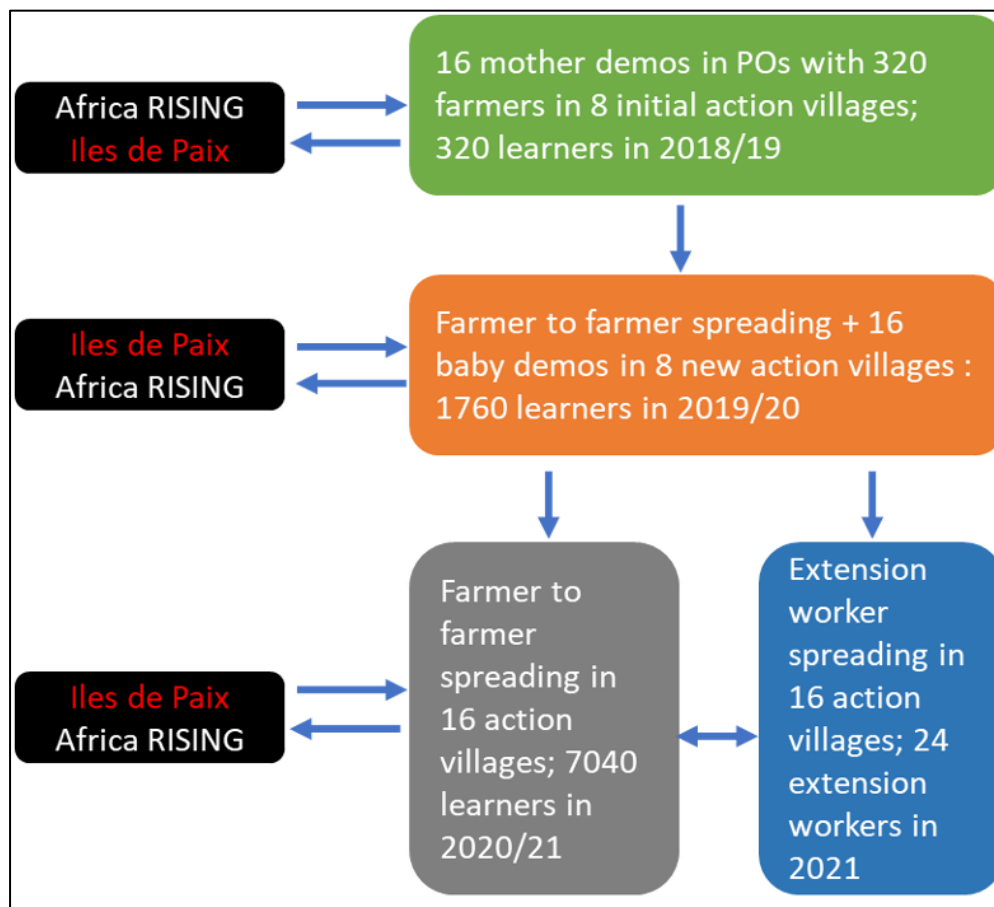 Africa RISING
Iles de Paix
16 mother demos in POs with 320
farmers in 8 initial action villages;
320 learners in 2018/19
Iles de Paix
Africa RISING
Farmer to farmer spreading + 16
baby demos in 8 new action villages :
1760 learners in 2019/20
Iles de Paix
Africa RISING
Farmer to
farmer
spreading in
16 action
villages; 7040
learners in
2020/21
Extension
worker
spreading in
16 action
villages; 24
extension
workers in
2021